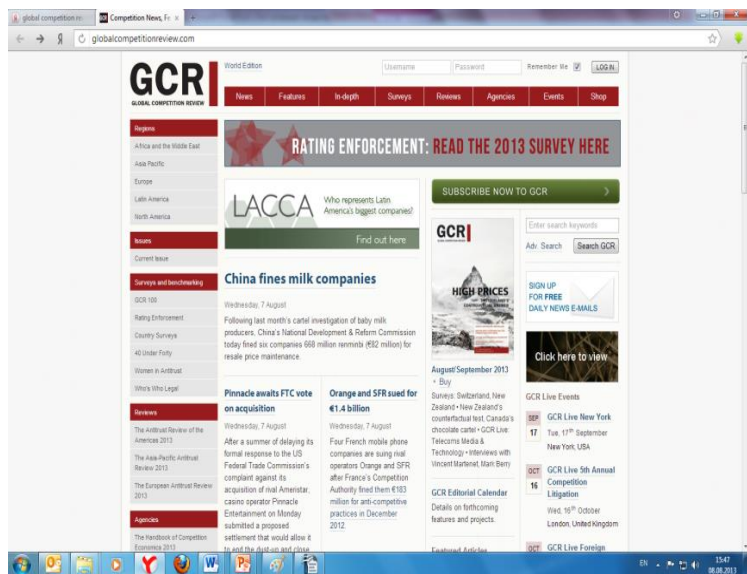 global competition re
Competition News, Fe
globalcompetitionreview.com
GCR
GLOBAL COMPETITION REVIEW
World Edition
Username
Password
Remember Me
LOG IN
News
Features
In-depth
Surveys
Reviews
Agencies
Events
Shop
Regions
Africa and the Middle East
Asia Pacific
Europe
Latin America
North America
Issues
Current Issue
Surveys and benchmarking
GCR 100
Rating Enforcement
Country Surveys
40 Under Forty
Women in Antitrust
Who's Who Legal
Reviews
The Antitrust Review of the
Americas 2013
The Asia-Pacific Antitrust
Review 2013
The European Antitrust Review
2013
Agencies
The Handbook of Competition
Economics 2013
RATING ENFORCEMENT: READ THE 2013 SURVEY HERE
LACCA
Who represents Latin
America's biggest companies?
Find out here
China fines milk companies
Wednesday, 7 August
Following last month's cartel investigation of baby milk
producers, China's National Development & Reform Commission
today fined six companies 668 million renminbi (€82 million) for
resale price maintenance.
Pinnacle awaits FTC vote
on acquisition
Wednesday, 7 August
After a summer of delaying its
formal response to the US
Federal Trade Commission's
complaint against its
acquisition of rival Ameristar,
casino operator Pinnacle
Entertainment on Monday
submitted a proposed
settlement that would allow it
to end the dust-up and close
Orange and SFR sued for
€1.4 billion
Wednesday, 7 August
Four French mobile phone
companies are suing rival
operators Orange and SFR
after France's Competition
Authority fined them €183
million for anti-competitive
practices in December
2012.
SUBSCRIBE NOW TO GCR
GCR
HIGH PRICES
August/September 2013
• Buy
Surveys: Switzerland, New
Zealand • New Zealand's
counterfactual test, Canada's
chocolate cartel • GCR Live:
Telecoms Media &
Technology • Interviews with
Vincent Martenet, Mark Berry
GCR Editorial Calendar
Details on forthcoming
features and projects.
Featured Articles
Enter search keywords
Adv. Search
Search GCR
SIGN UP
FOR FREE
DAILY NEWS E-MAILS
Click here to view
GCR Live Events
SEP
17
GCR Live New York
Tue, 17th September
New York, USA
OCT
16
GCR Live 5th Annual
Competition
Litigation
Wed, 16th October
London, United Kingdom
OCT
GCR Live Foreign
EN
15:47
08.08.2013